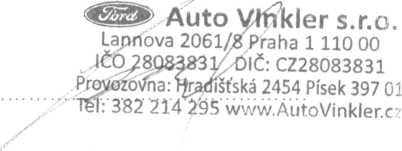 Ford Auto Vinkler s.r.o.
Lannova 2061/8 Praha 1 110 00
IČO 28083831 DIČ: CZ28083831
Provozovna: Hradišťská 2454 Písek 397 01
Tel: 382 214 295 www.AutoVinkler.cz